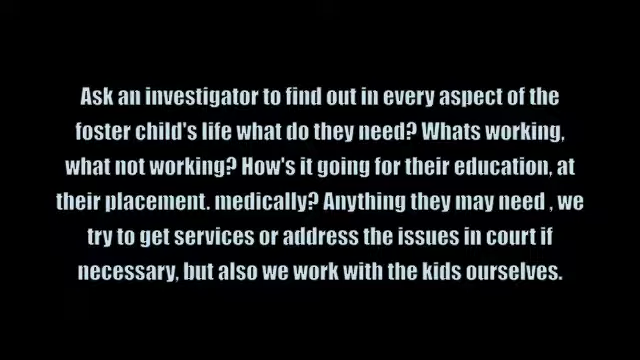 Ask an investigator to find out in every aspect of the
foster child's life what do they need? Whats working,
what not working? How's it going for their education, at
their placement. medically? Anything they may need , we
try to get services or address the issues in court if
necessary, but also we work with the kids ourselves.